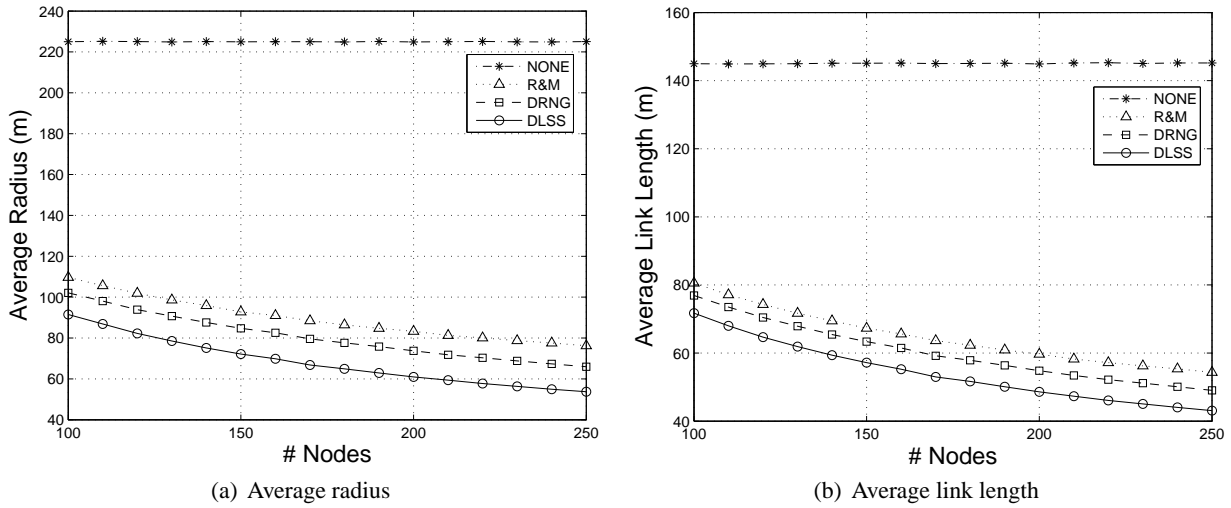 240
220
200
180
160
140
120
100
80
60
40
Average Radius (m)
100
150
200
250
# Nodes
NONE
R&M
DRNG
DLSS
(a) Average radius
160
140
120
100
80
60
40
Average Link Length (m)
100
150
200
250
# Nodes
NONE
R&M
DRNG
DLSS
(b) Average link length